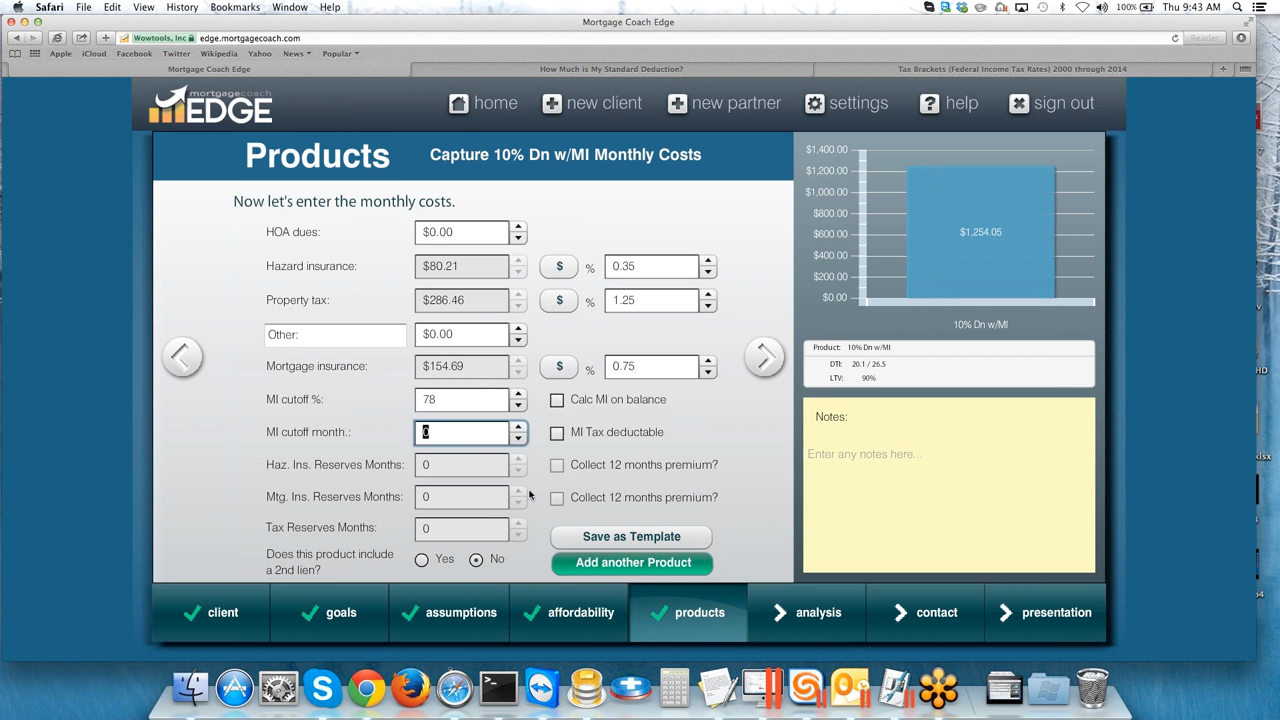 Safari File Edit View History Bookmarks Window Help 100% Thu 9:43 AM
Mortgage Coach Edge
Wowtools, Inc edge.mortgagecoach.com Reader
Apple iCloud Facebook Twitter Wikipedia Yahoo News Popular
Mortgage Coach Edge How Much is My Standard Deduction? Tax Brackets (Federal Income Tax Rates) 2000 through 2014
mortgagecoach
EDGE
home new client new partner settings help sign out
Products Capture 10% Dn w/MI Monthly Costs
Now let's enter the monthly costs.
HOA dues: $0.00
Hazard insurance: $80.21 $ % 0.35
Property tax: $286.46 $ % 1.25
Other: $0.00
Mortgage insurance: $154.69 $ % 0.75
MI cutoff %: 78 Calc MI on balance
MI cutoff month.: 0 MI Tax deductable
Haz. Ins. Reserves Months: 0 Collect 12 months premium?
Mtg. Ins. Reserves Months: 0 Collect 12 months premium?
Tax Reserves Months: 0 Save as Template
Does this product include
a 2nd lien? Yes No Add another Product
$1,400.00
$1,200.00
$1,000.00
$800.00
$600.00
$400.00
$200.00
$0.00
$1,254.05
10% Dn w/MI
Product: 10% Dn w/MI
DTI: 20.1 / 26.5
LTV: 90%
Notes:
Enter any notes here...
client goals assumptions affordability products analysis contact presentation